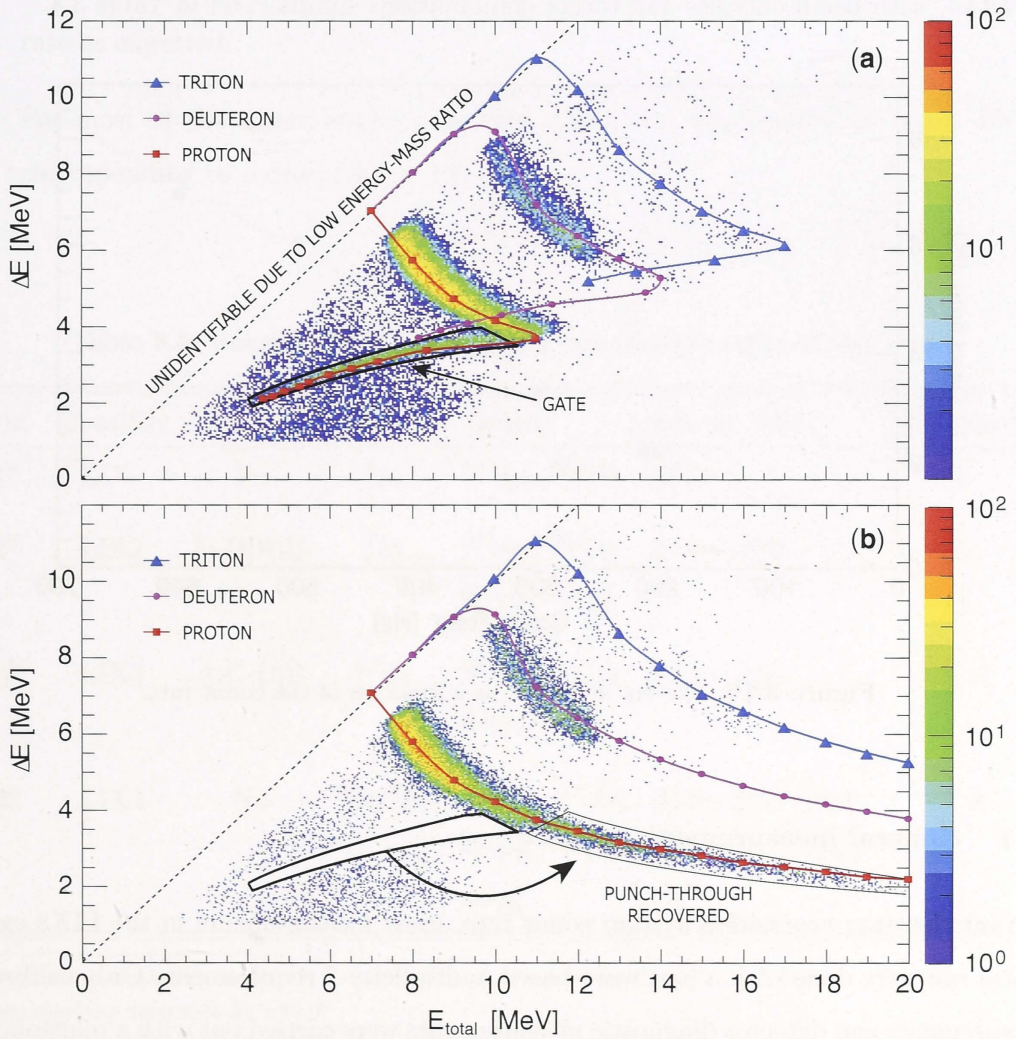 (a)
10²
12
TRITON
DEUTERON
PROTON
UNIDENTIFIABLE DUE TO LOW ENERGY-MASS RATIO
10
8
6
4
2
0
ΔE [MeV]
GATE
10¹
(b)
10²
TRITON
DEUTERON
PROTON
10
8
6
4
2
0
ΔE [MeV]
PUNCH-THROUGH
RECOVERED
10¹
10⁰
0 2 4 6 8 10 12 14 16 18 20
E_total [MeV]